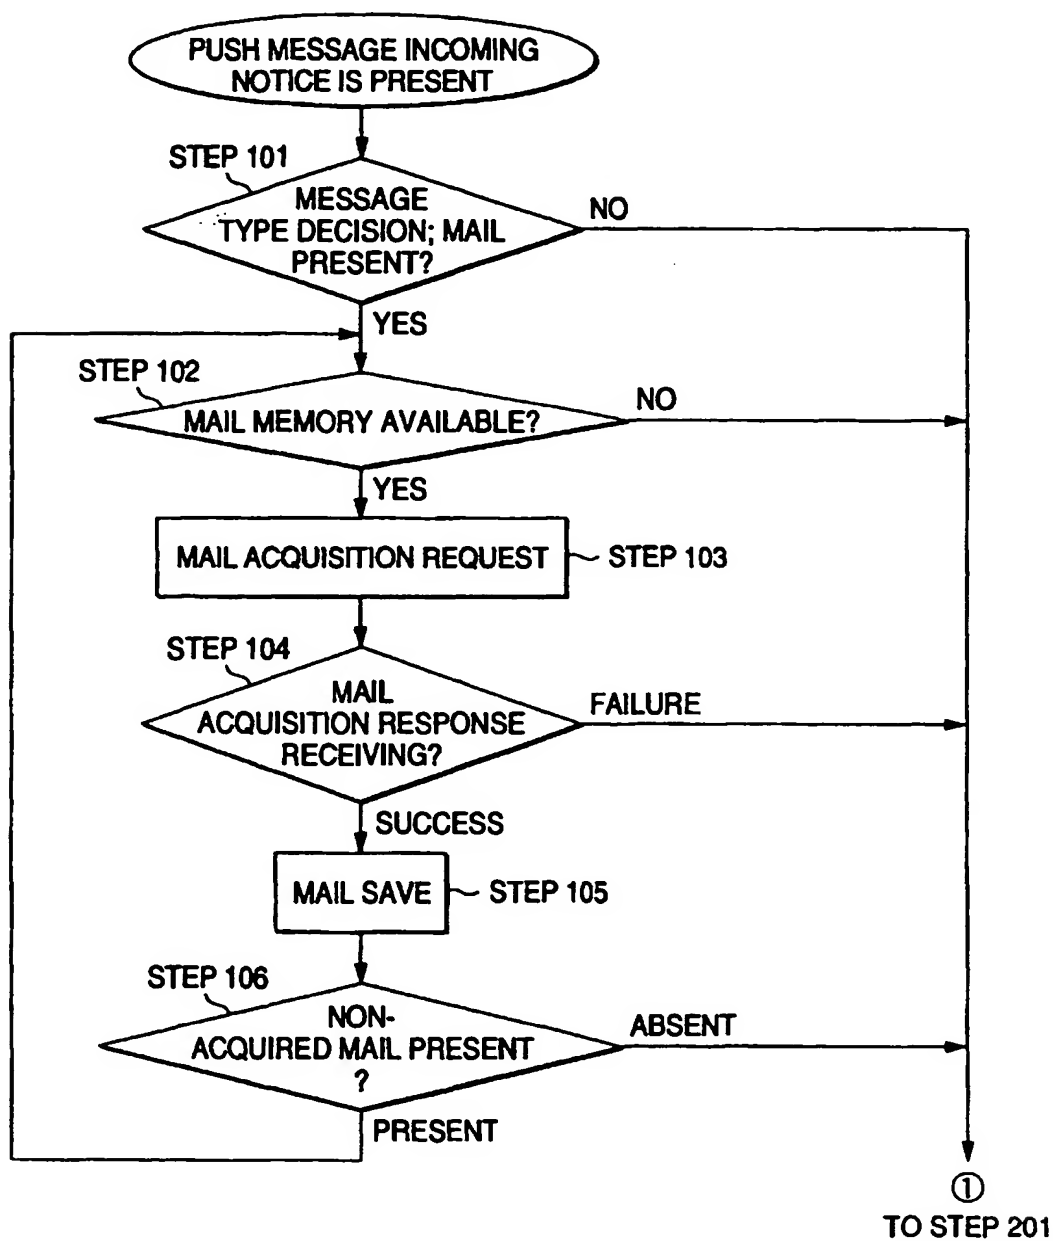 PUSH MESSAGE INCOMING
NOTICE IS PRESENT
STEP 101
MESSAGE
TYPE DECISION; MAIL
PRESENT?
NO
YES
STEP 102
MAIL MEMORY AVAILABLE?
NO
YES
MAIL ACQUISITION REQUEST
STEP 103
STEP 104
MAIL
ACQUISITION RESPONSE
RECEIVING?
FAILURE
SUCCESS
MAIL SAVE
STEP 105
STEP 106
NON-
ACQUIRED MAIL PRESENT
?
ABSENT
PRESENT
①
TO STEP 201